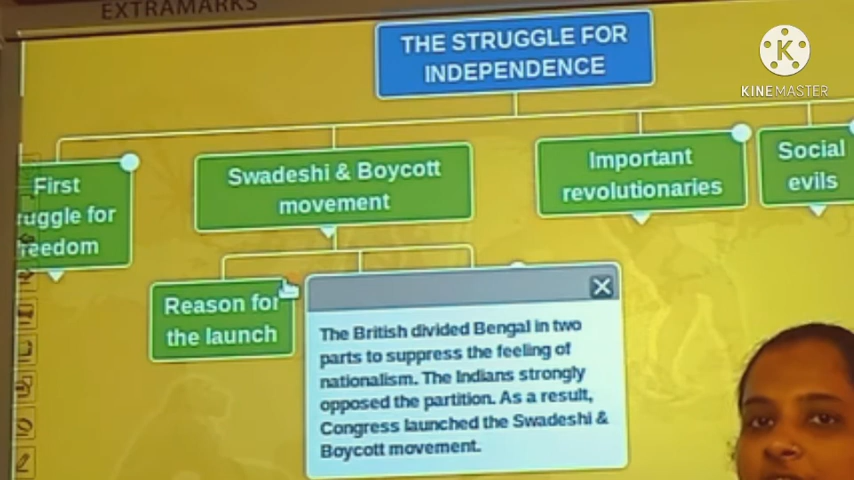 EXTRAMARKS
THE STRUGGLE FOR
INDEPENDENCE
KINEMASTER
First
ruggle for
reedom
Swadeshi & Boycott
movement
Important
revolutionaries
Social
evils
Reason for
the launch
The British divided Bengal in two
parts to suppress the feeling of
nationalism. The Indians strongly
opposed the partition. As a result,
Congress launched the Swadeshi &
Boycott movement.